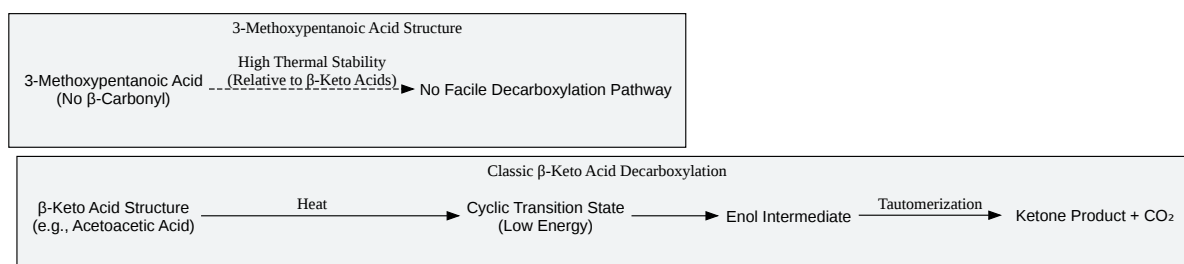 3-Methoxypentanoic Acid Structure
High Thermal Stability
(Relative to β-Keto Acids)
3-Methoxypentanoic Acid
(No β-Carbonyl)
No Facile Decarboxylation Pathway
Classic β-Keto Acid Decarboxylation
β-Keto Acid Structure
(e.g., Acetoacetic Acid)
Heat
Cyclic Transition State
(Low Energy)
Enol Intermediate
Tautomerization
Ketone Product + CO₂